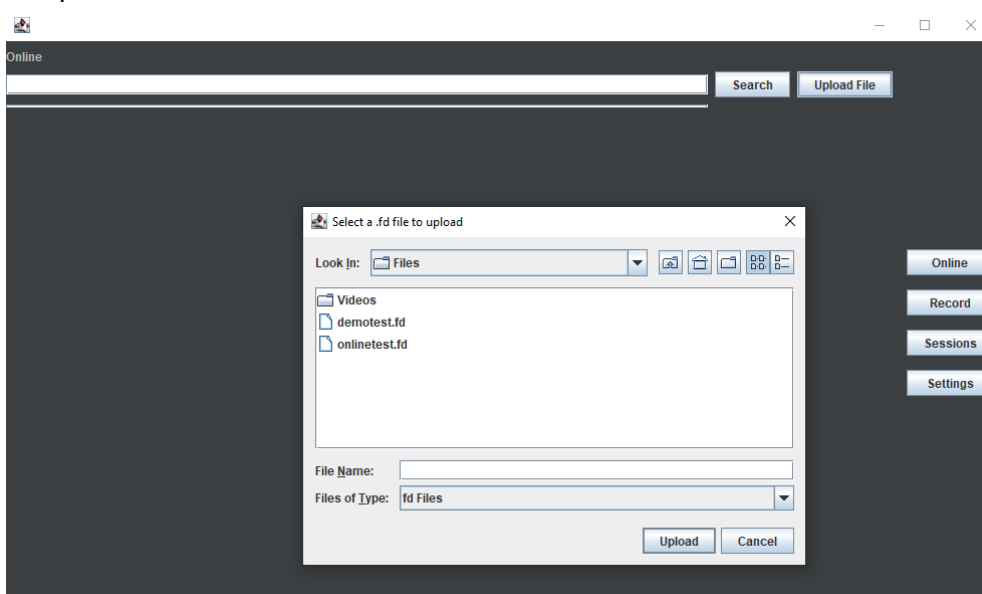 Online
Search Upload File
Select a .fd file to upload
Look In: Files
Videos
demotest.fd
onlinetest.fd
File Name:
Files of Type: fd Files
Upload Cancel
Online
Record
Sessions
Settings